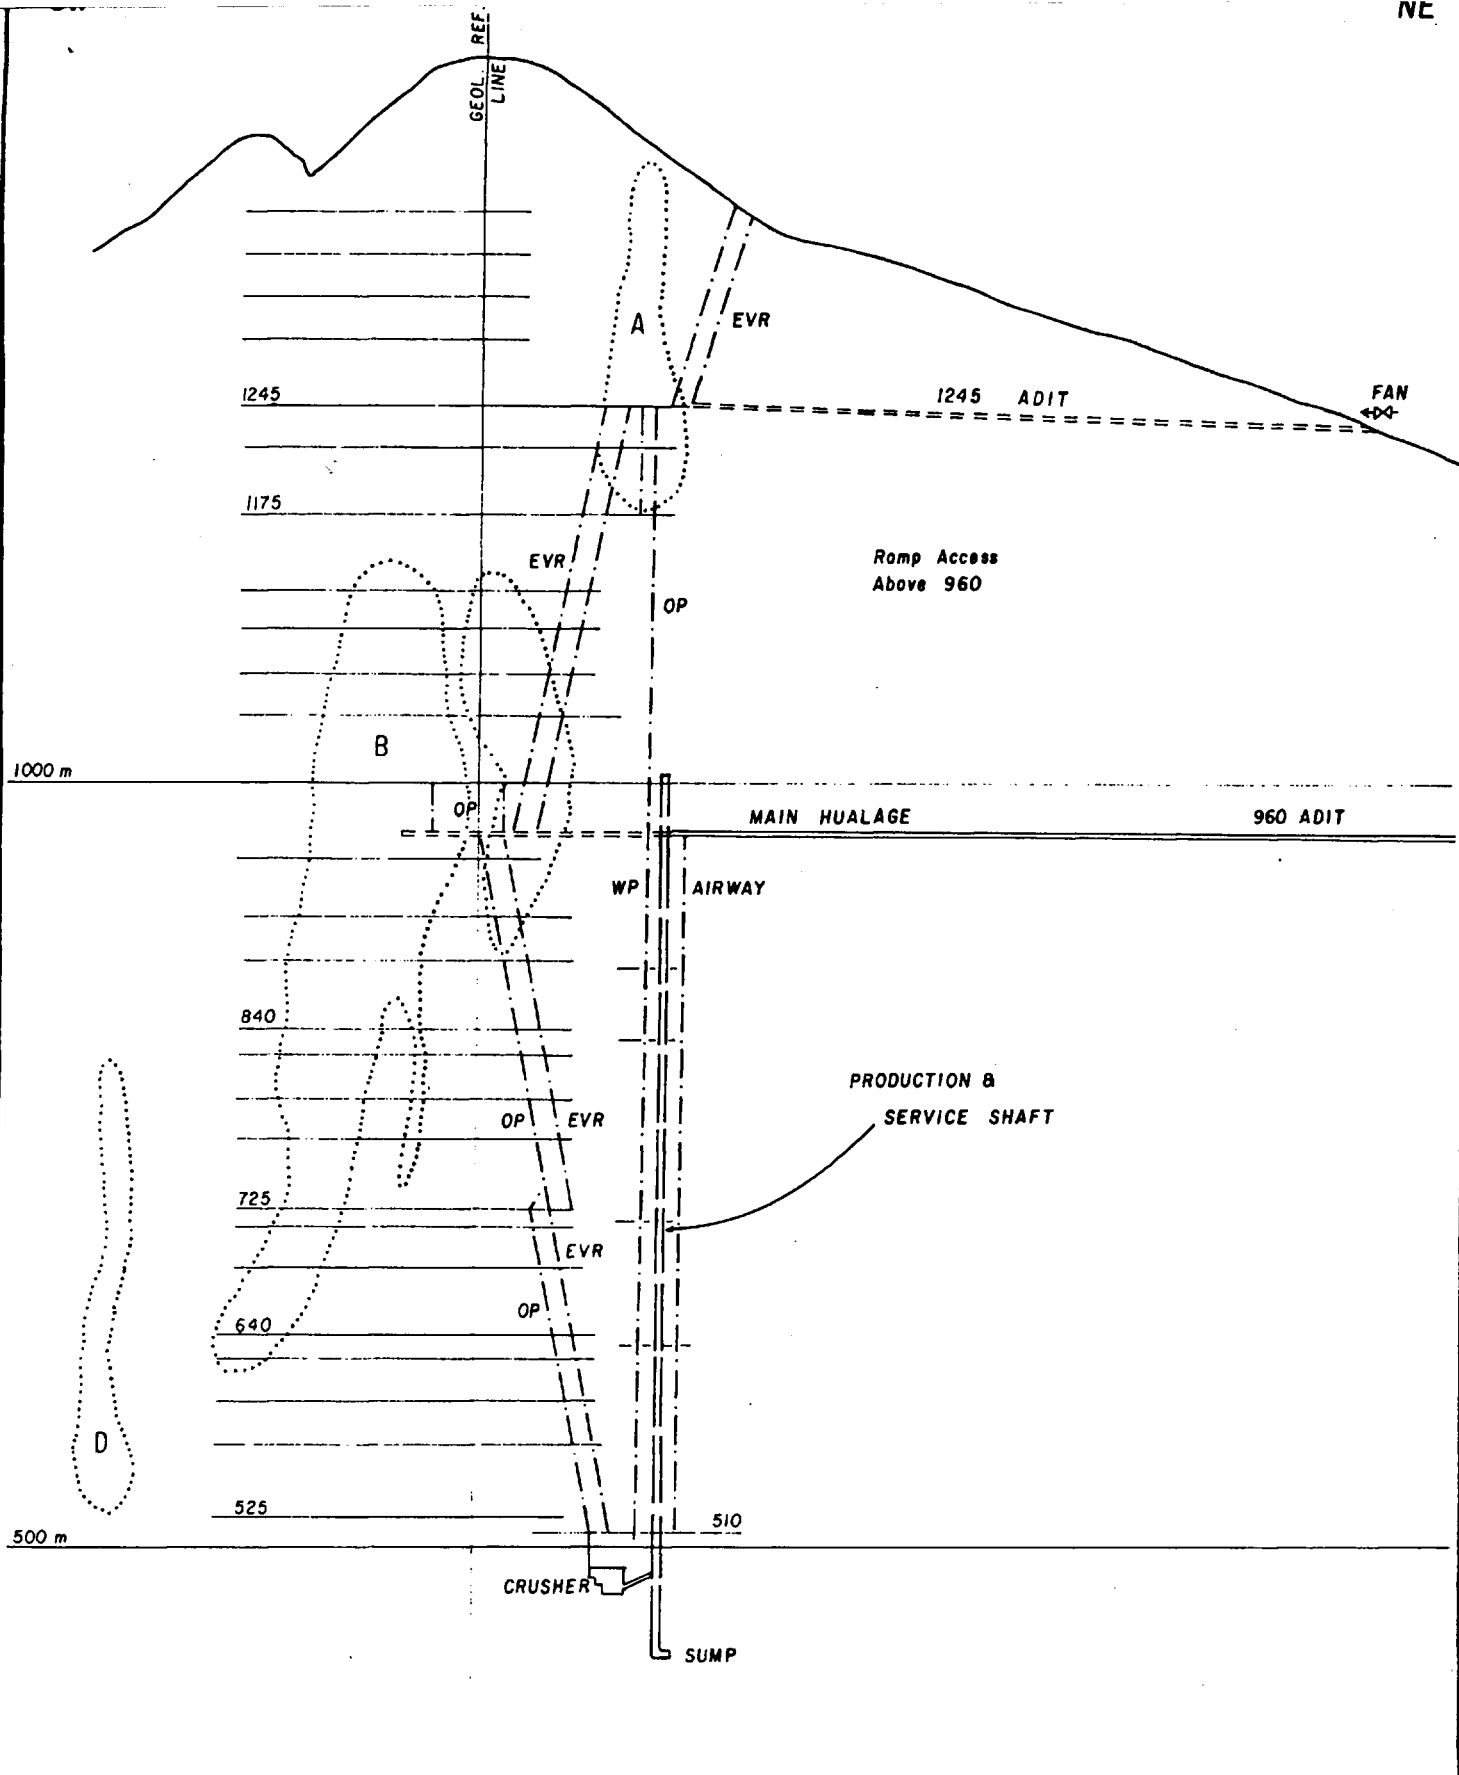 NE
GEOL. REF.
LINE
A
EVR
1245
1245 ADIT
FAN
1175
EVR
Ramp Access
Above 960
OP
B
1000 m
OP
MAIN HUALAGE
960 ADIT
WP
AIRWAY
840
PRODUCTION &
SERVICE SHAFT
OP
EVR
725
EVR
OP
640
D
525
510
500 m
CRUSHER
SUMP